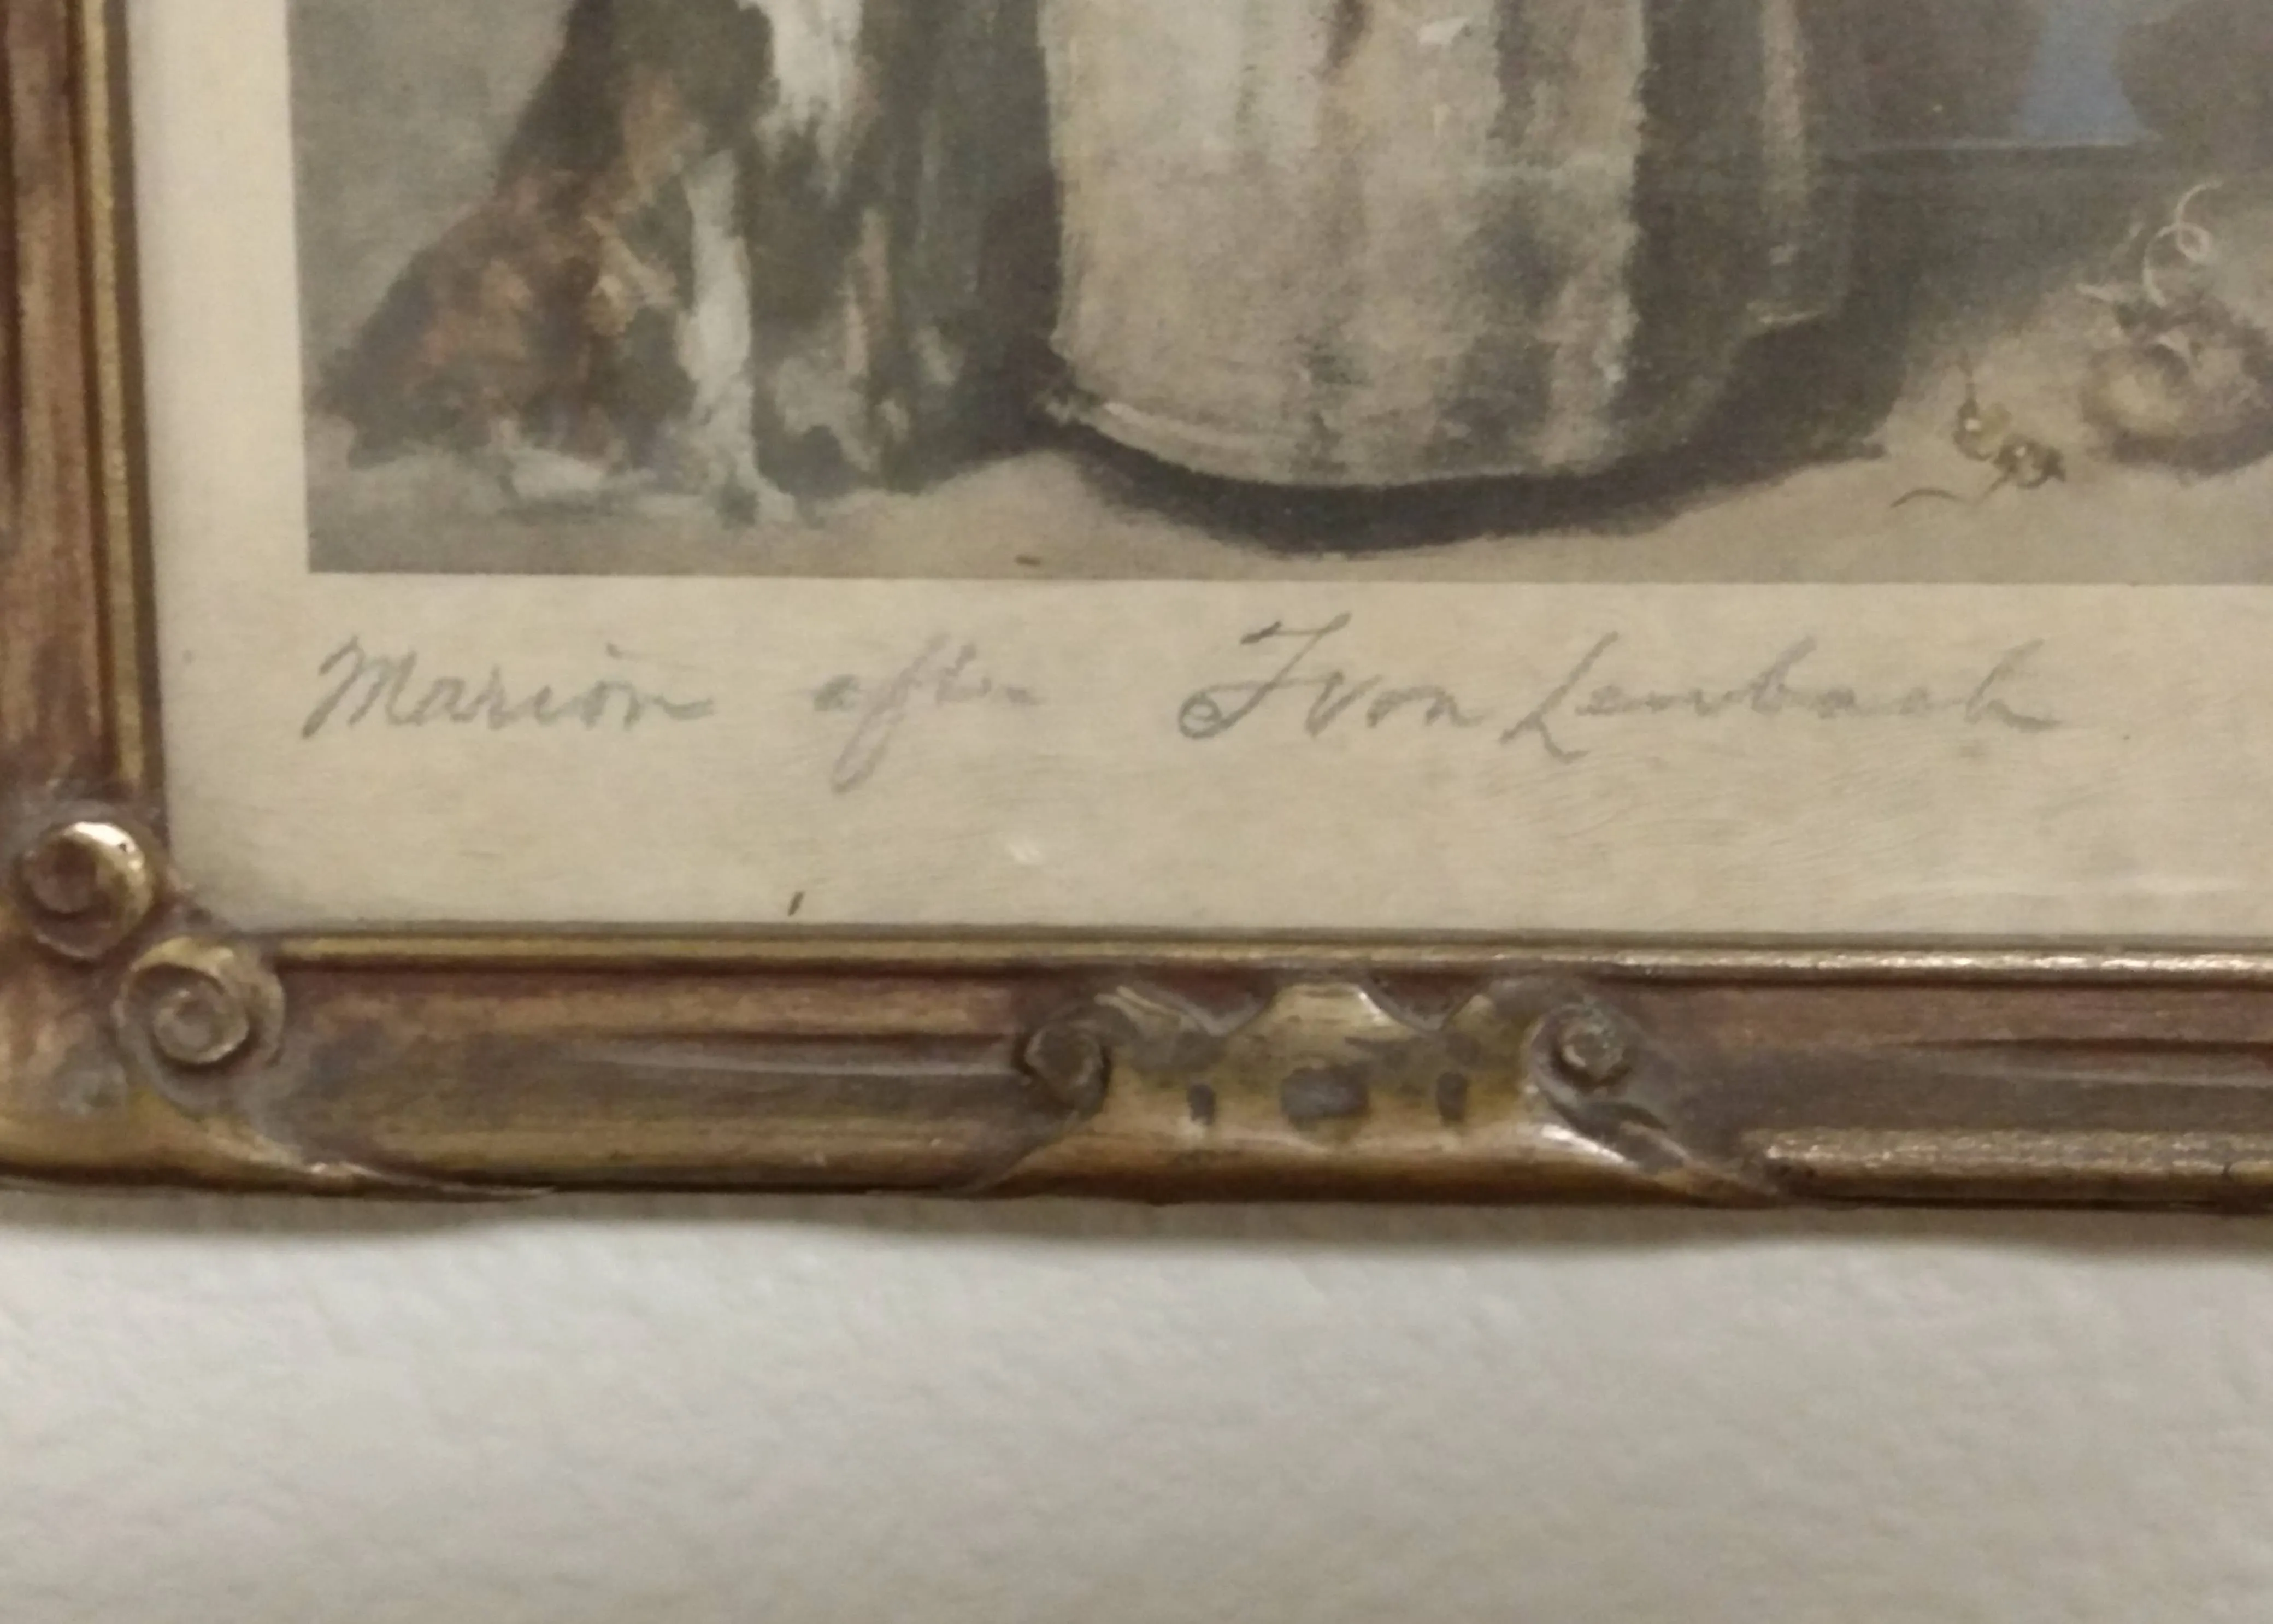 Marion after F von Lenbach